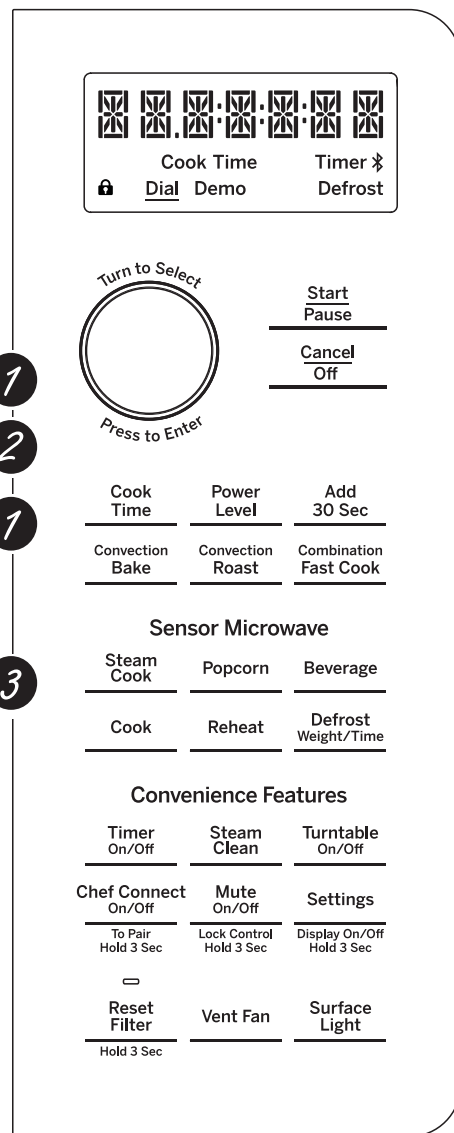 Cook Time Timer
Dial Demo Defrost
Turn to Select
Press to Enter
Start
Pause
Cancel
Off
1
2
1
3
Cook
Time
Power
Level
Add
30 Sec
Convection
Bake
Convection
Roast
Combination
Fast Cook
Sensor Microwave
Steam
Cook
Popcorn
Beverage
Cook
Reheat
Defrost
Weight/Time
Convenience Features
Timer
On/Off
Steam
Clean
Turntable
On/Off
Chef Connect
On/Off
To Pair
Hold 3 Sec
Mute
On/Off
Lock Control
Hold 3 Sec
Settings
Display On/Off
Hold 3 Sec
Reset
Filter
Hold 3 Sec
Vent Fan
Surface
Light